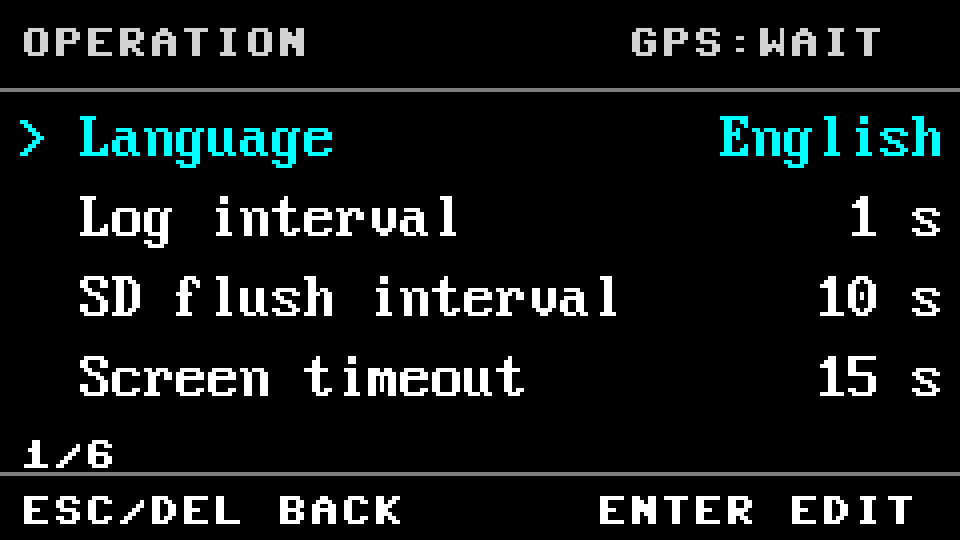 OPERATION GPS:WAIT
> Language English
Log interval 1 s
SD flush interval 10 s
Screen timeout 15 s
1/6
ESC/DEL BACK ENTER EDIT